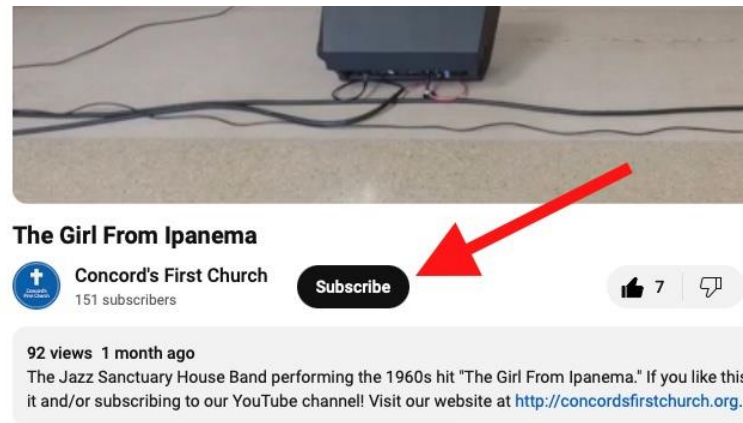 The Girl From Ipanema
Concord's First Church
151 subscribers
Subscribe
7
92 views 1 month ago
The Jazz Sanctuary House Band performing the 1960s hit "The Girl From Ipanema." If you like this
it and/or subscribing to our YouTube channel! Visit our website at http://concordsfirstchurch.org.